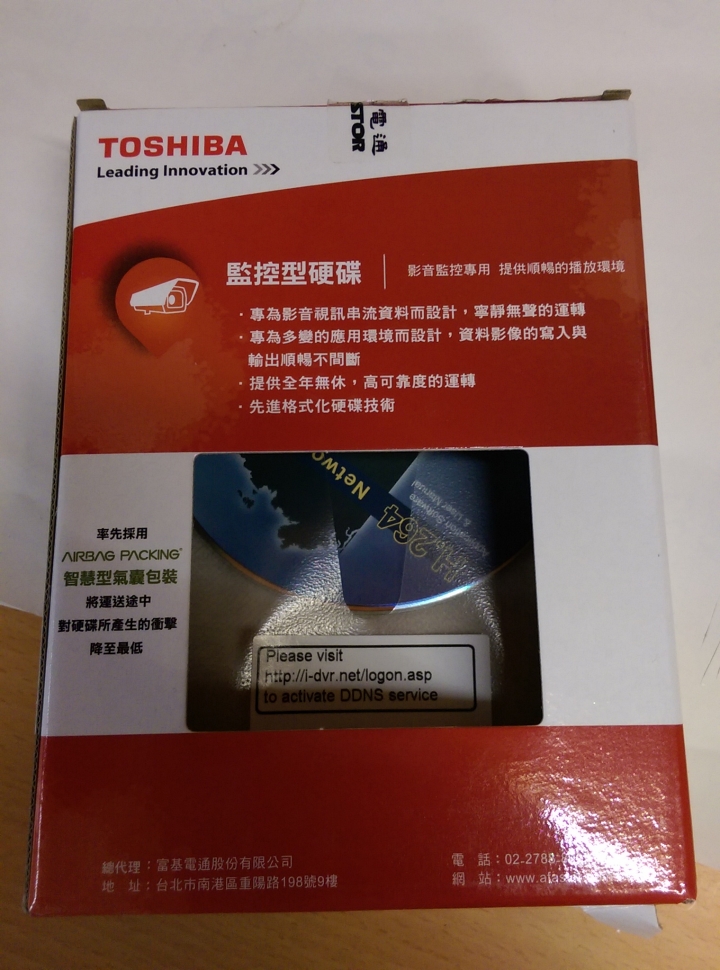 電通
STOR
TOSHIBA
Leading Innovation >>>
監控型硬碟
影音監控專用 提供順暢的播放環境
・專為影音視訊串流資料而設計，寧靜無聲的運轉
・專為多變的應用環境而設計，資料影像的寫入與
輸出順暢不間斷
・提供全年無休，高可靠度的運轉
・先進格式化硬碟技術
Netwo
H.264
Application Software
& User Manual
率先採用
AIRBAG PACKING
智慧型氣囊包裝
將運送途中
對硬碟所產生的衝擊
降至最低
Please visit
http://i-dvr.net/logon.asp
to activate DDNS service
總代理：富基電通股份有限公司
地 址：台北市南港區重陽路198號9樓
電 話：02-2788-
網 站：www.afas